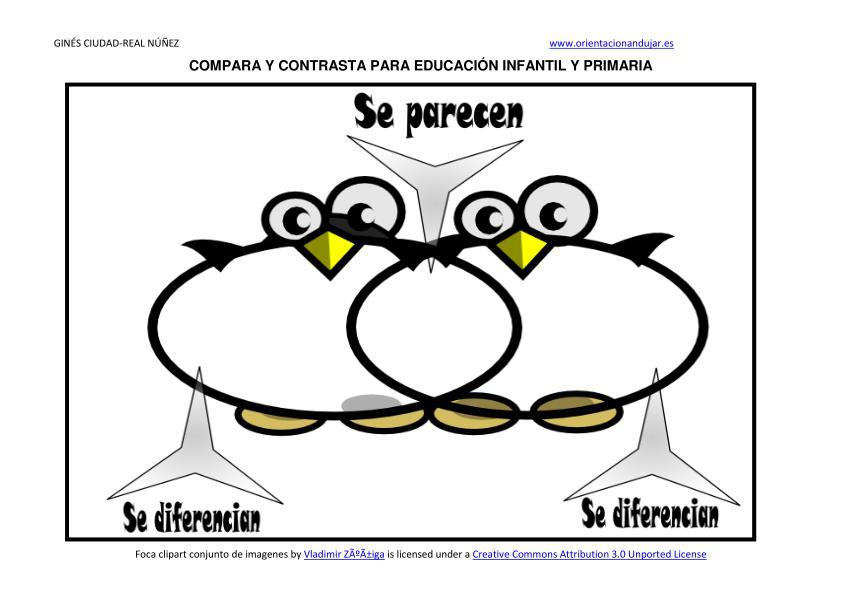 GINÉS CIUDAD-REAL NÚÑEZ www.orientacionandujar.es
COMPARA Y CONTRASTA PARA EDUCACIÓN INFANTIL Y PRIMARIA
Se parecen
Se diferencian Se diferencian
Foca clipart conjunto de imagenes by Vladimir ZÃºÃ±iga is licensed under a Creative Commons Attribution 3.0 Unported License